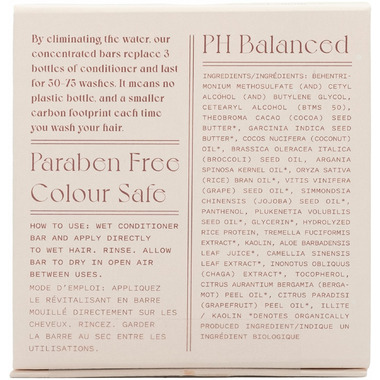 By eliminating the water, our
concentrated bars replace 3
bottles of conditioner and last
for 50-75 washes. It means no
plastic bottle, and a smaller
carbon footprint each time
you wash your hair.
Paraben Free
Colour Safe
HOW TO USE: WET CONDITIONER
BAR AND APPLY DIRECTLY
TO WET HAIR. RINSE. ALLOW
BAR TO DRY IN OPEN AIR
BETWEEN USES.
MODE D'EMPLOI: APPLIQUEZ
LE RÉVITALISANT EN BARRE
MOUILLÉ DIRECTEMENT SUR LES
CHEVEUX. RINCEZ. GARDER
LA BARRE AU SEC ENTRE LES
UTILISATIONS.
PH Balanced
INGREDIENTS/INGRÉDIENTS: BEHENTRI-
MONIUM METHOSULFATE (AND) CETYL
ALCOHOL (AND) BUTYLENE GLYCOL,
CETEARYL ALCOHOL (BTMS 50),
THEOBROMA CACAO (COCOA) SEED
BUTTER*, GARCINIA INDICA SEED
BUTTER*, COCOS NUCIFERA (COCONUT)
OIL*, BRASSICA OLERACEA ITALICA
(BROCCOLI) SEED OIL, ARGANIA
SPINOSA KERNEL OIL*, ORYZA SATIVA
(RICE) BRAN OIL*, VITIS VINIFERA
(GRAPE) SEED OIL*, SIMMONDSIA
CHINENSIS (JOJOBA) SEED OIL*,
PANTHENOL, PLUKENETIA VOLUBILIS
SEED OIL*, GLYCERIN*, HYDROLYZED
RICE PROTEIN, TREMELLA FUCIFORMIS
EXTRACT*, KAOLIN, ALOE BARBADENSIS
LEAF JUICE*, CAMELLIA SINENSIS
LEAF EXTRACT*, INONOTUS OBLIQUUS
(CHAGA) EXTRACT*, TOCOPHEROL,
CITRUS AURANTIUM BERGAMIA (BERGA-
MOT) PEEL OIL*, CITRUS PARADISI
(GRAPEFRUIT) PEEL OIL*, ILLITE
/ KAOLIN *DENOTES ORGANICALLY
PRODUCED INGREDIENT/INDIQUE UN
INGRÉDIENT BIOLOGIQUE